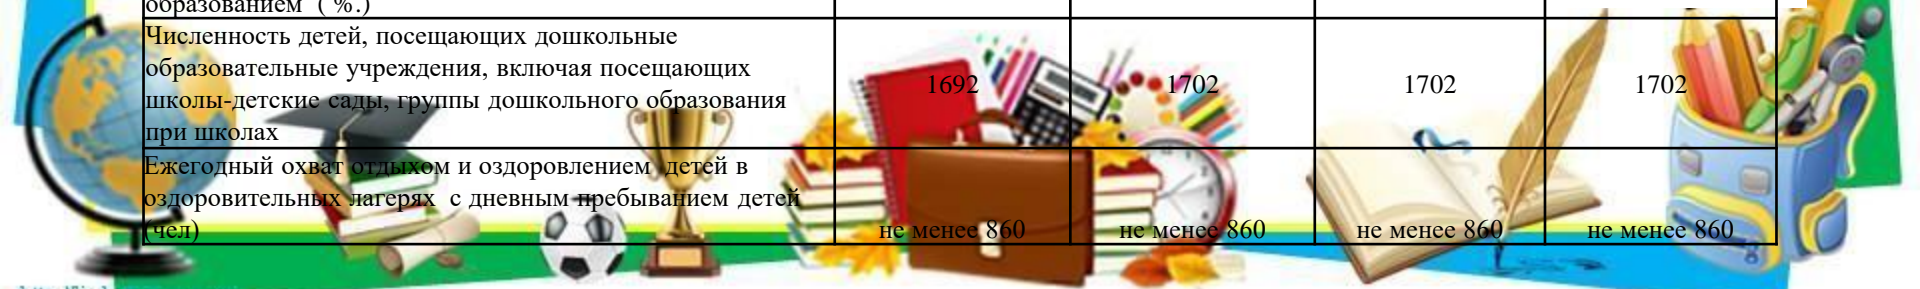 образованием ( %.)
Численность детей, посещающих дошкольные
образовательные учреждения, включая посещающих
школы-детские сады, группы дошкольного образования
при школах
1692 1702 1702 1702
Ежегодный охват отдыхом и оздоровлением детей в
оздоровительных лагерях с дневным пребыванием детей
(чел)
не менее 860 не менее 860 не менее 860 не менее 860